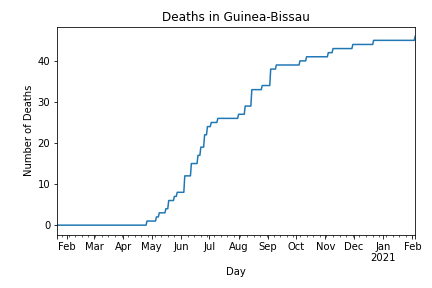 Deaths in Guinea-Bissau
Number of Deaths
40
30
20
10
0
Feb Mar Apr May Jun Jul Aug Sep Oct Nov Dec Jan Feb
2021
Day